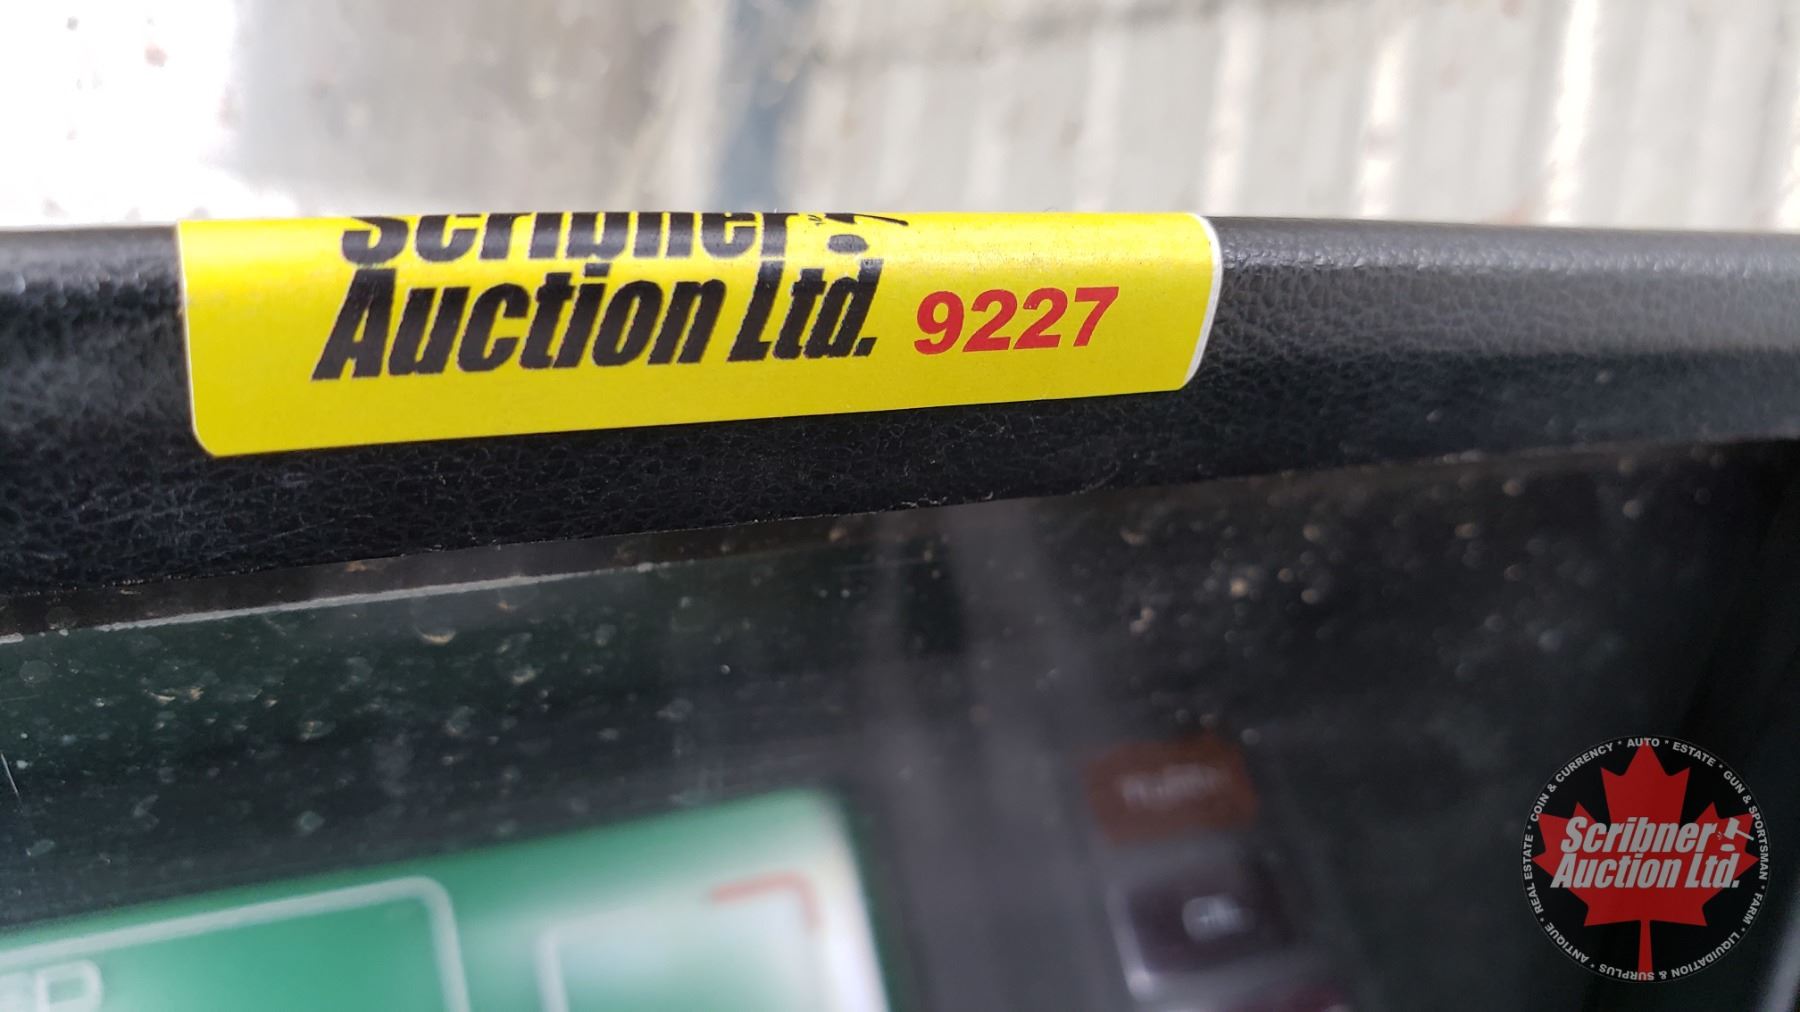 Scribner
Auction Ltd. 9227
COIN & CURRENCY * AUTO * ESTATE * GUN & SPORTSMAN * FARM * LIQUIDATION & SURPLUS * ANTIQUE * REAL ESTATE *
Scribner
Auction Ltd.